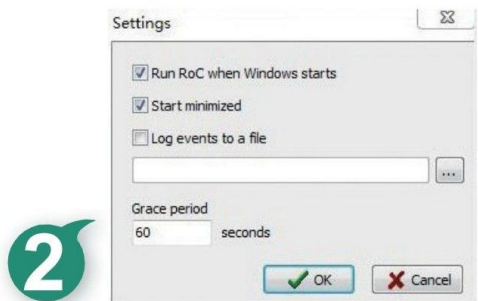 Settings
Run RoC when Windows starts
Start minimized
Log events to a file
...
Grace period
60 seconds
OK Cancel
2